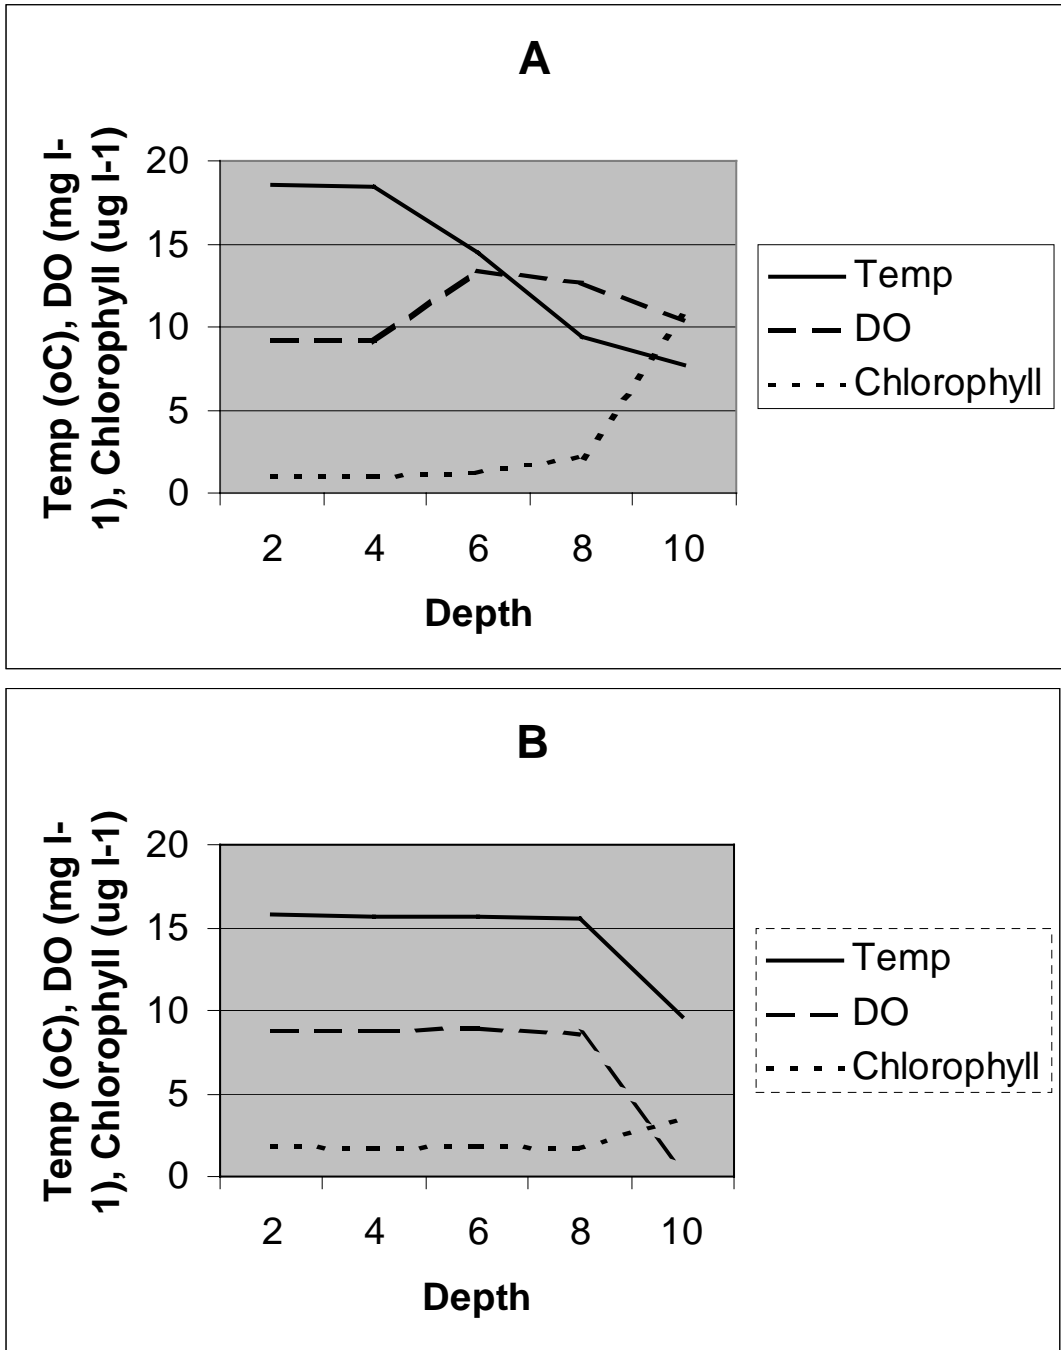 A
Temp (oC), DO (mg l-
1), Chlorophyll (ug l-1)
20
15
10
5
0
2 4 6 8 10
Depth
Temp
DO
Chlorophyll
B
Temp (oC), DO (mg l-
1), Chlorophyll (ug l-1)
20
15
10
5
0
2 4 6 8 10
Depth
Temp
DO
Chlorophyll